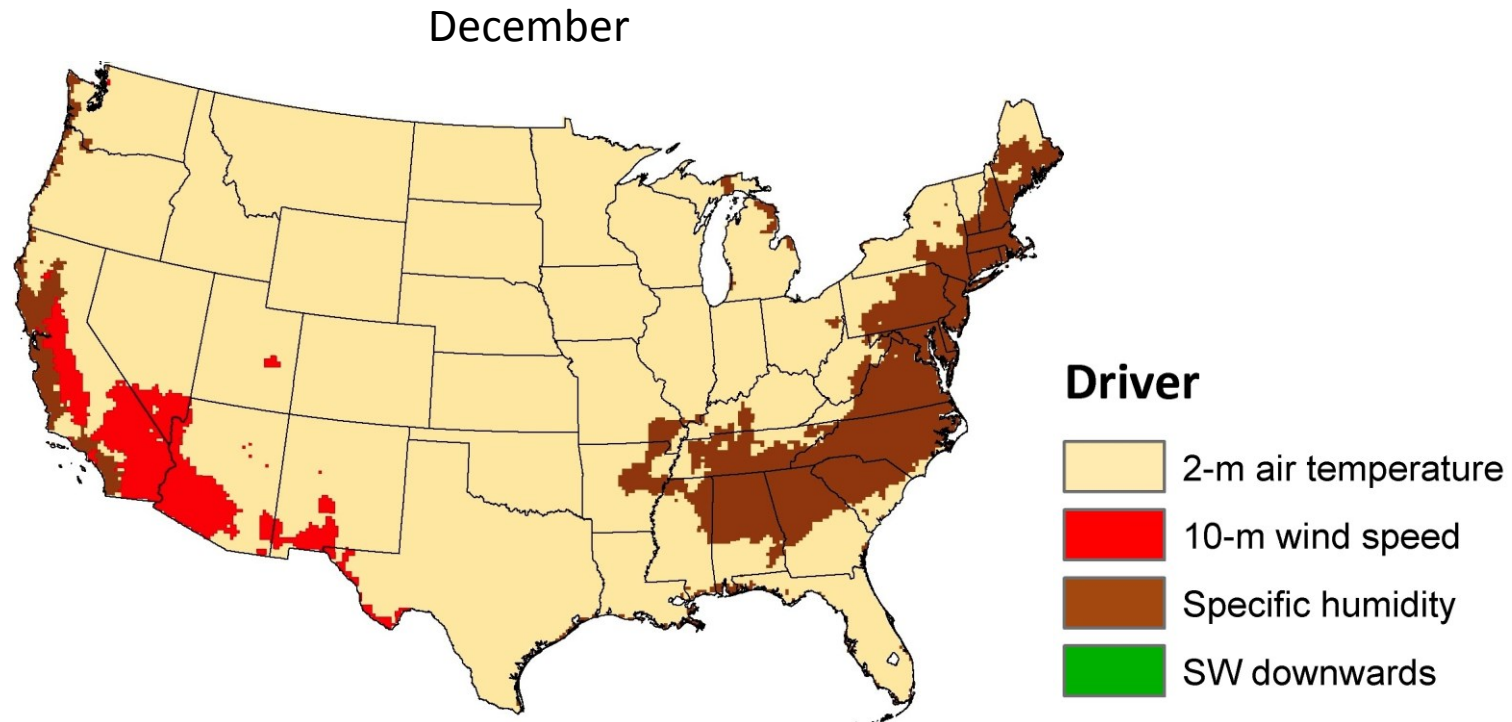 December
Driver
2-m air temperature
10-m wind speed
Specific humidity
SW downwards